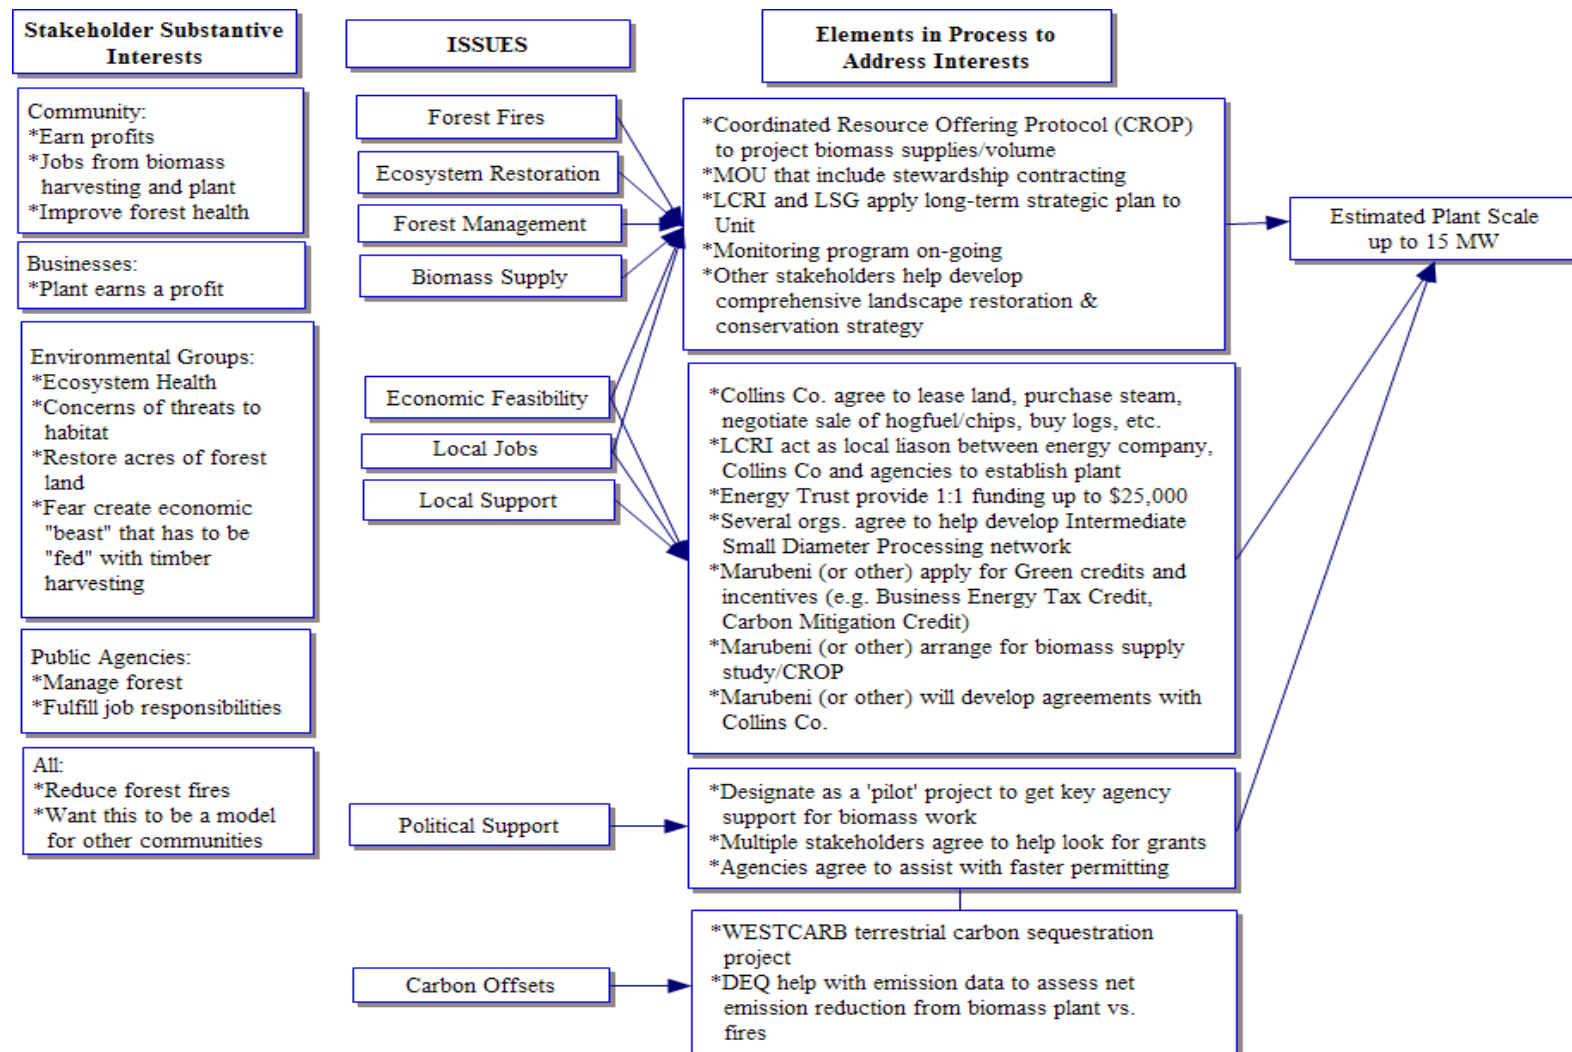 Stakeholder Substantive
Interests
Community:
*Earn profits
*Jobs from biomass
harvesting and plant
*Improve forest health
Businesses:
*Plant earns a profit
Environmental Groups:
*Ecosystem Health
*Concerns of threats to
habitat
*Restore acres of forest
land
*Fear create economic
"beast" that has to be
"fed" with timber
harvesting
Public Agencies:
*Manage forest
*Fulfill job responsibilities
All:
*Reduce forest fires
*Want this to be a model
for other communities
ISSUES
Forest Fires
Ecosystem Restoration
Forest Management
Biomass Supply
Economic Feasibility
Local Jobs
Local Support
Political Support
Carbon Offsets
Elements in Process to
Address Interests
*Coordinated Resource Offering Protocol (CROP)
to project biomass supplies/volume
*MOU that include stewardship contracting
*LCRI and LSG apply long-term strategic plan to
Unit
*Monitoring program on-going
*Other stakeholders help develop
comprehensive landscape restoration &
conservation strategy
*Collins Co. agree to lease land, purchase steam,
negotiate sale of hogfuel/chips, buy logs, etc.
*LCRI act as local liason between energy company,
Collins Co and agencies to establish plant
*Energy Trust provide 1:1 funding up to $25,000
*Several orgs. agree to help develop Intermediate
Small Diameter Processing network
*Marubeni (or other) apply for Green credits and
incentives (e.g. Business Energy Tax Credit,
Carbon Mitigation Credit)
*Marubeni (or other) arrange for biomass supply
study/CROP
*Marubeni (or other) will develop agreements with
Collins Co.
*Designate as a 'pilot' project to get key agency
support for biomass work
*Multiple stakeholders agree to help look for grants
*Agencies agree to assist with faster permitting
*WESTCARB terrestrial carbon sequestration
project
*DEQ help with emission data to assess net
emission reduction from biomass plant vs.
fires
Estimated Plant Scale
up to 15 MW